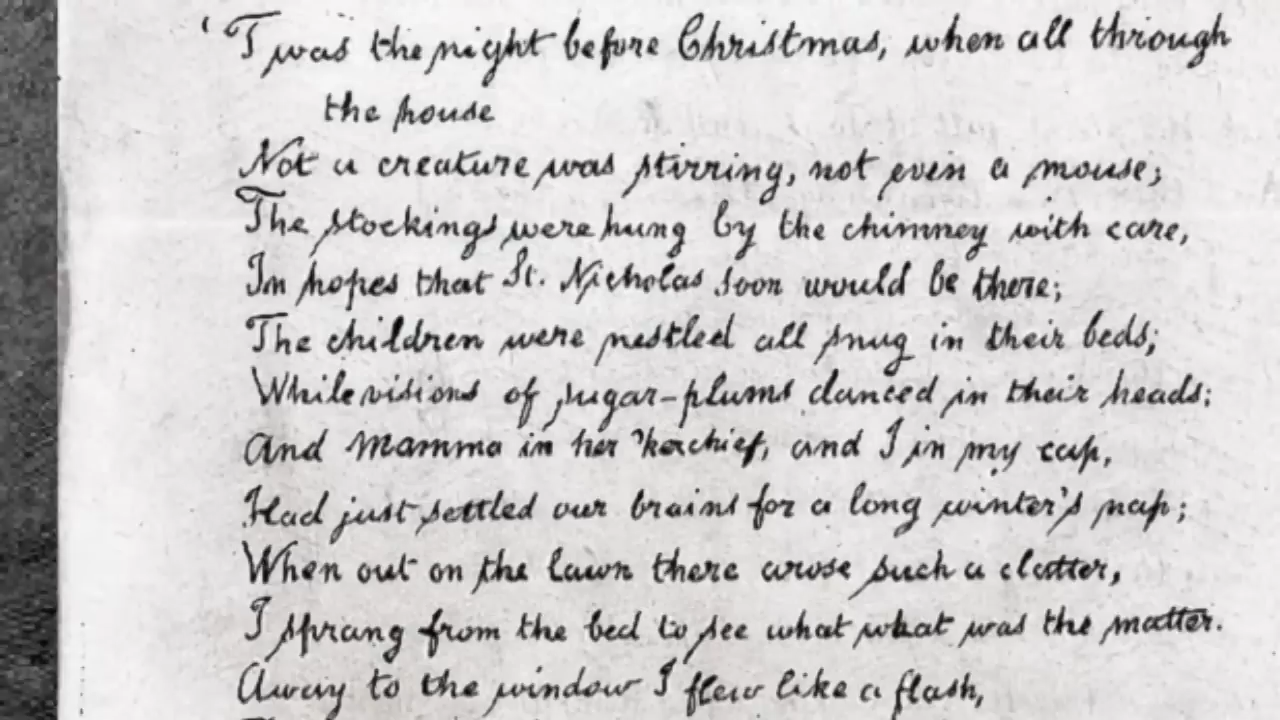 'Twas the night before Christmas, when all through
the house
Not a creature was stirring, not even a mouse;
The stockings were hung by the chimney with care,
In hopes that St. Nicholas soon would be there;
The children were nestled all snug in their beds;
While visions of sugar-plums danced in their heads;
And Mamma in her 'kerchief, and I in my cap,
Had just settled our brains for a long winter's nap;
When out on the lawn there arose such a clatter,
I sprang from the bed to see what what was the matter.
Away to the window I flew like a flash,